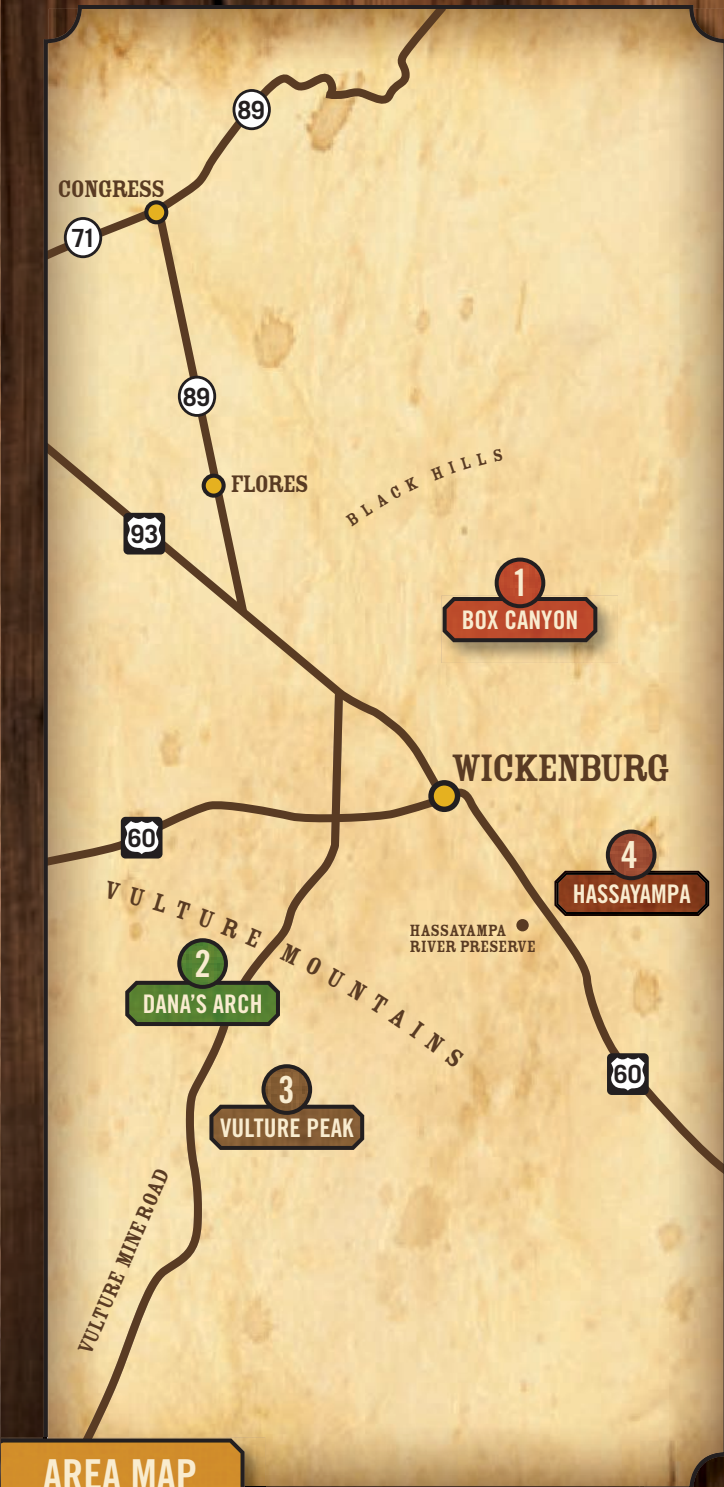 89
CONGRESS
71
89
FLORES
BLACK HILLS
93
1
BOX CANYON
WICKENBURG
60
4
HASSAYAMPA
VULTURE MOUNTAINS
HASSAYAMPA
RIVER PRESERVE
2
DANA'S ARCH
60
3
VULTURE PEAK
VULTURE MINE ROAD
AREA MAP